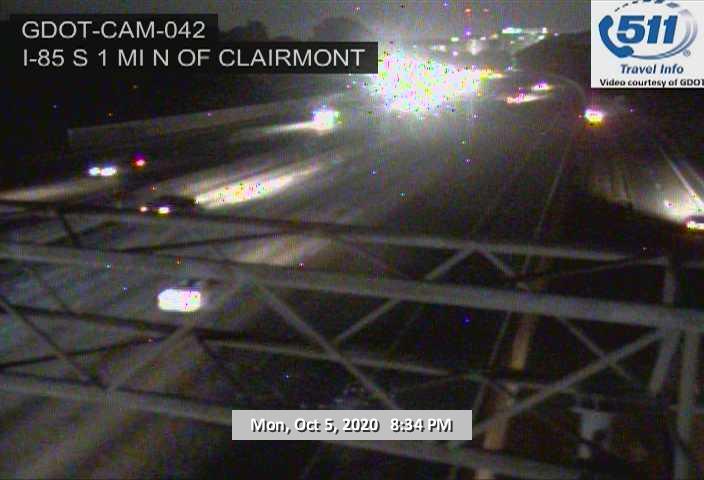 GDOT-CAM-042
I-85 S 1 MI N OF CLAIRMONT
511
Travel Info
Video courtesy of GDOT
Mon, Oct 5, 2020 8:34 PM